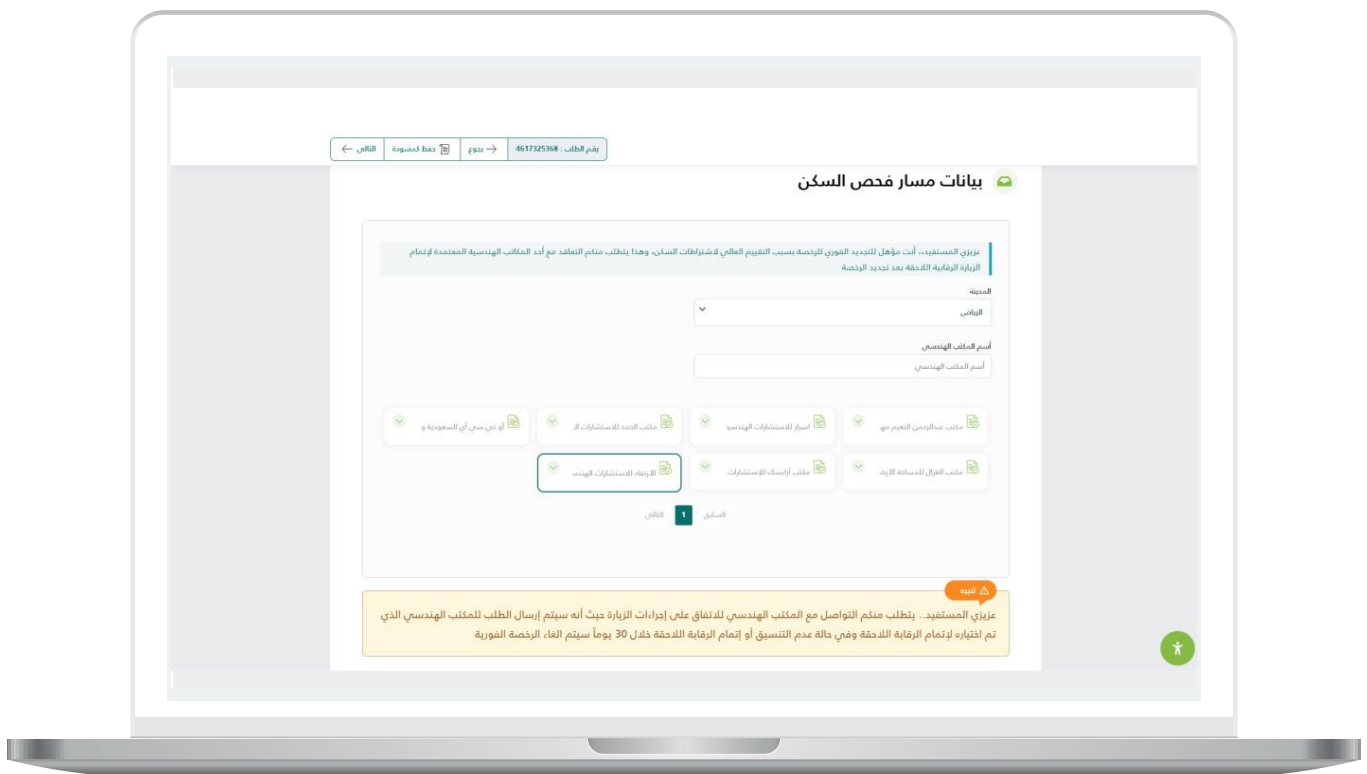 رقم الطلب : 4617325368
رجوع
حفظ كمسودة
التالي
بيانات مسار فحص السكن
عزيزي المستفيد،، أنت مؤهل للتجديد الفوري للرخصة بسبب التقييم العالي لاشتراطات السكن، وهذا يتطلب منكم التعاقد مع أحد المكاتب الهندسية المعتمدة لإتمام
الزيارة الرقابية اللاحقة بعد تجديد الرخصة
المدينة
الرياض
أسم المكتب الهندسي
أسم المكتب الهندسي
مكتب عبدالرحمن النعيم مه
اسبار للاستشارات الهندسي
مكتب الحمد للاستشارات ال
أو تي سي أي السعودية و
مكتب الغزال للمساحة الأرض
مكتب أرابسك للإستشارات
الأرتقاء للاستشارات الهندس
السابق
1
التالي
تنبيه
عزيزي المستفيد.. يتطلب منكم التواصل مع المكتب الهندسي للاتفاق على إجراءات الزيارة حيث أنه سيتم إرسال الطلب للمكتب الهندسي الذي
تم اختياره لإتمام الرقابة اللاحقة وفي حالة عدم التنسيق أو إتمام الرقابة اللاحقة خلال 30 يوماً سيتم الغاء الرخصة الفورية